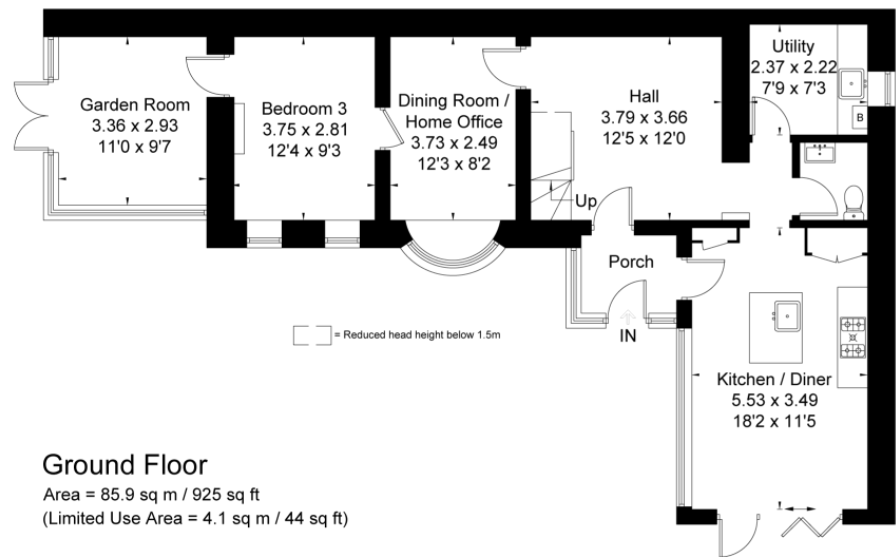 Utility
2.37 x 2.22
7'9 x 7'3
B
Garden Room
3.36 x 2.93
11'0 x 9'7
Bedroom 3
3.75 x 2.81
12'4 x 9'3
Dining Room /
Home Office
3.73 x 2.49
12'3 x 8'2
Hall
3.79 x 3.66
12'5 x 12'0
Up
Porch
IN
= Reduced head height below 1.5m
Kitchen / Diner
5.53 x 3.49
18'2 x 11'5
Ground Floor
Area = 85.9 sq m / 925 sq ft
(Limited Use Area = 4.1 sq m / 44 sq ft)